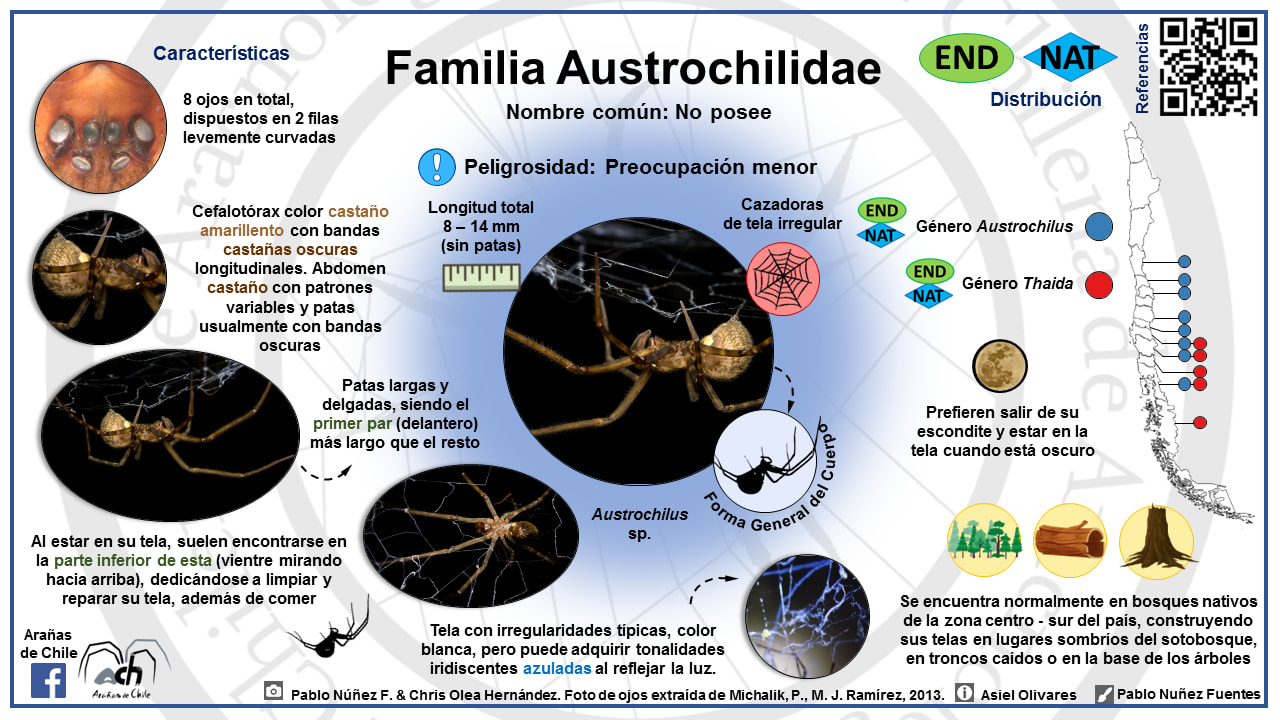 Características
8 ojos en total,
dispuestos en 2 filas
levemente curvadas
Cefalotórax color castaño
amarillento con bandas
castañas oscuras
longitudinales. Abdomen
castaño con patrones
variables y patas
usualmente con bandas
oscuras
Patas largas y
delgadas, siendo el
primer par (delantero)
más largo que el resto
Al estar en su tela, suelen encontrarse en
la parte inferior de esta (vientre mirando
hacia arriba), dedicándose a limpiar y
reparar su tela, además de comer
Familia Austrochilidae
Nombre común: No posee
Peligrosidad: Preocupación menor
Longitud total
8 – 14 mm
(sin patas)
Cazadoras
de tela irregular
Forma General del Cuerpo
Austrochilus
sp.
Tela con irregularidades típicas, color
blanca, pero puede adquirir tonalidades
iridiscentes azuladas al reflejar la luz.
END NAT
Distribución
Referencias
END
NAT
Género Austrochilus
END
NAT
Género Thaida
Prefieren salir de su
escondite y estar en la
tela cuando está oscuro
Se encuentra normalmente en bosques nativos
de la zona centro - sur del país, construyendo
sus telas en lugares sombríos del sotobosque,
en troncos caídos o en la base de los árboles
Arañas
de Chile
ach
Arañas de Chile
Pablo Núñez F. & Chris Olea Hernández. Foto de ojos extraída de Michalik, P., M. J. Ramírez, 2013.
Asiel Olivares
Pablo Nuñez Fuentes